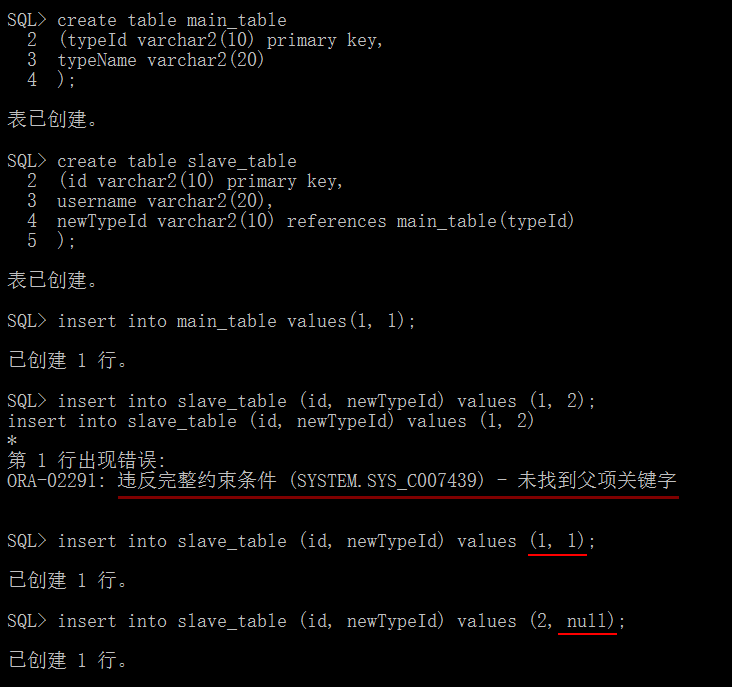 SQL> create table main_table
2 (typeId varchar2(10) primary key,
3 typeName varchar2(20)
4 );
表已创建。
SQL> create table slave_table
2 (id varchar2(10) primary key,
3 username varchar2(20),
4 newTypeId varchar2(10) references main_table(typeId)
5 );
表已创建。
SQL> insert into main_table values(1, 1);
已创建 1 行。
SQL> insert into slave_table (id, newTypeId) values (1, 2);
insert into slave_table (id, newTypeId) values (1, 2)
*
第 1 行出现错误:
ORA-02291: 违反完整约束条件 (SYSTEM.SYS_C007439) - 未找到父项关键字
SQL> insert into slave_table (id, newTypeId) values (1, 1);
已创建 1 行。
SQL> insert into slave_table (id, newTypeId) values (2, null);
已创建 1 行。